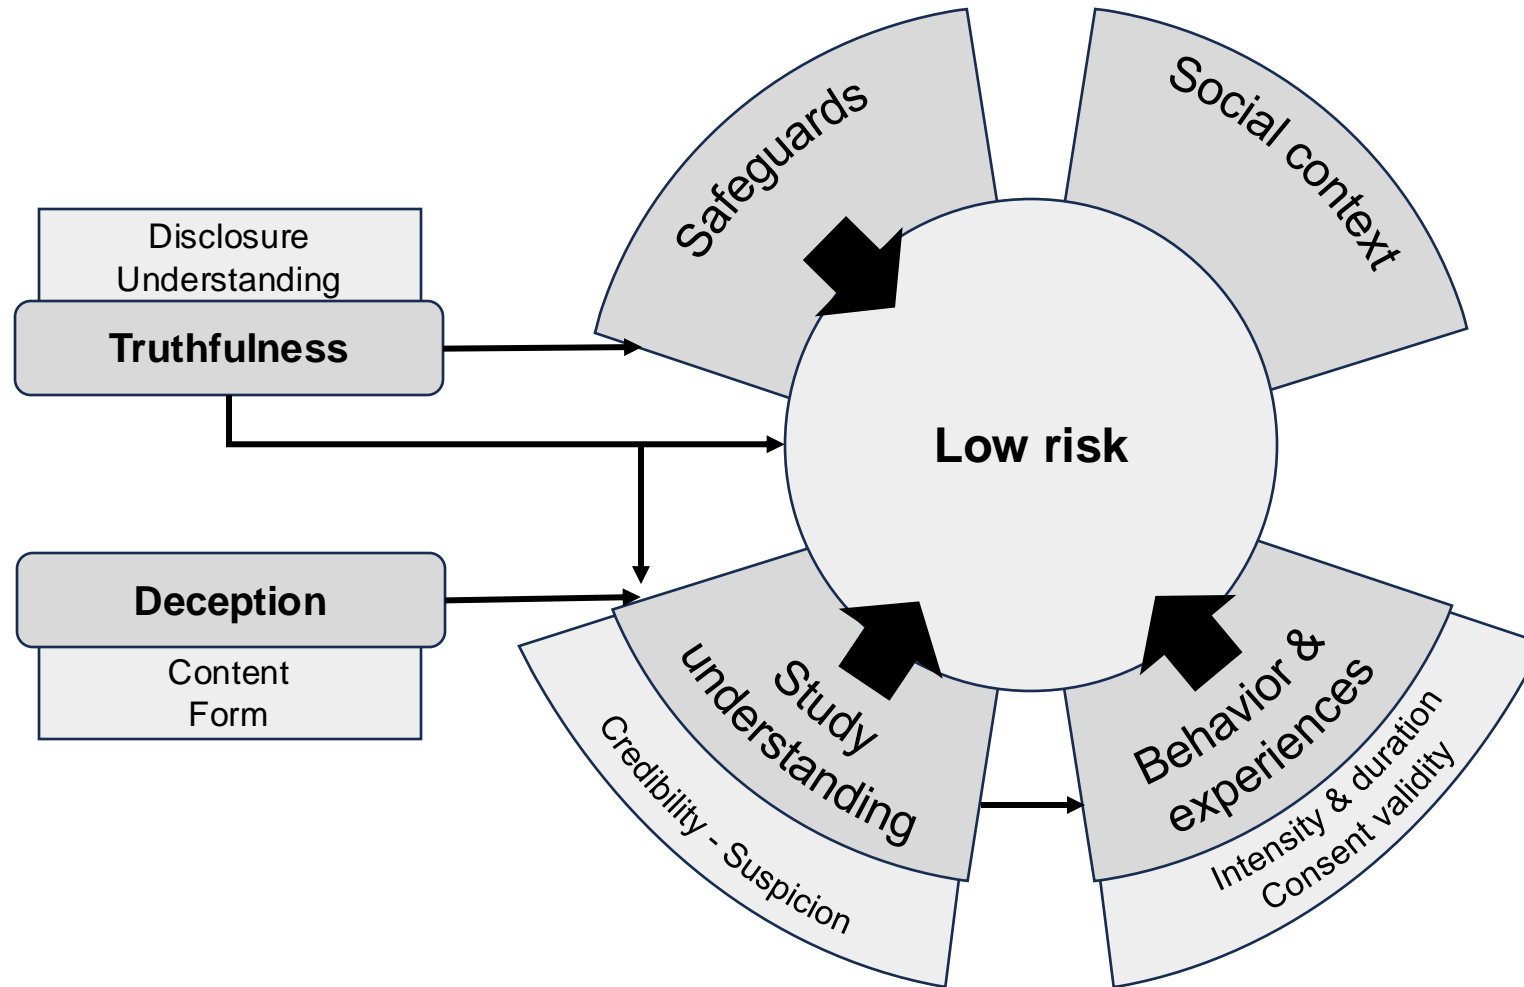 Safeguards
Social context
Disclosure
Understanding
Truthfulness
Low risk
Deception
Content
Form
Study
understanding
Credibility - Suspicion
Behavior &
experiences
Intensity & duration
Consent validity